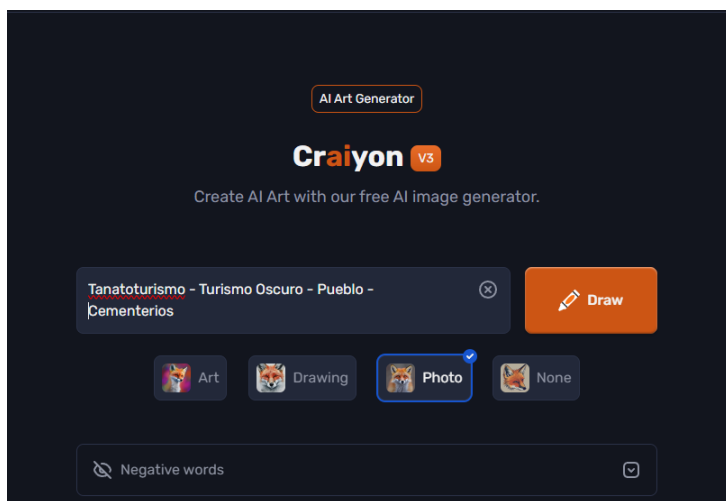 AI Art Generator
Craiyon V3
Create AI Art with our free AI image generator.
Tanatoturismo - Turismo Oscuro - Pueblo -
Cementerios
Draw
Art
Drawing
Photo
None
Negative words